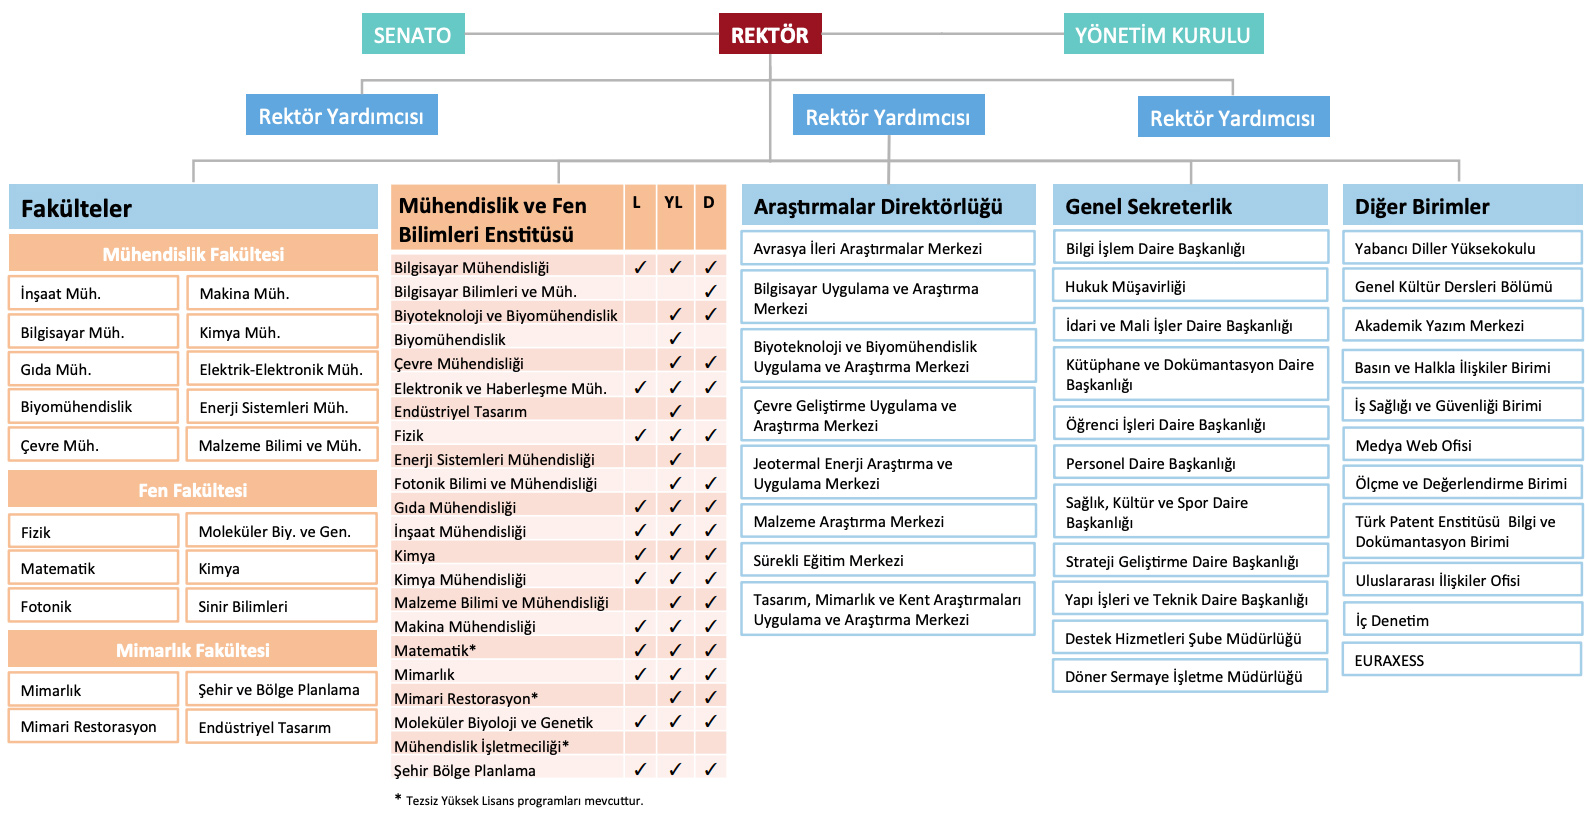 SENATO
REKTÖR
YÖNETİM KURULU
Rektör Yardımcısı
Rektör Yardımcısı
Rektör Yardımcısı
Fakülteler
Mühendislik Fakültesi
İnşaat Müh.
Makina Müh.
Bilgisayar Müh.
Kimya Müh.
Gıda Müh.
Elektrik-Elektronik Müh.
Biyomühendislik
Enerji Sistemleri Müh.
Çevre Müh.
Malzeme Bilimi ve Müh.
Fen Fakültesi
Fizik
Moleküler Biy. ve Gen.
Matematik
Kimya
Fotonik
Sinir Bilimleri
Mimarlık Fakültesi
Mimarlık
Şehir ve Bölge Planlama
Mimari Restorasyon
Endüstriyel Tasarım
Mühendislik ve Fen
Bilimleri Enstitüsü
L YL D
Bilgisayar Mühendisliği ✓ ✓ ✓
Bilgisayar Bilimleri ve Müh. ✓
Biyoteknoloji ve Biyomühendislik ✓ ✓
Biyomühendislik ✓
Çevre Mühendisliği ✓ ✓
Elektronik ve Haberleşme Müh. ✓ ✓ ✓
Endüstriyel Tasarım ✓
Fizik ✓ ✓ ✓
Enerji Sistemleri Mühendisliği ✓
Fotonik Bilimi ve Mühendisliği ✓ ✓
Gıda Mühendisliği ✓ ✓ ✓
İnşaat Mühendisliği ✓ ✓ ✓
Kimya ✓ ✓ ✓
Kimya Mühendisliği ✓ ✓ ✓
Malzeme Bilimi ve Mühendisliği ✓ ✓
Makina Mühendisliği ✓ ✓ ✓
Matematik* ✓ ✓ ✓
Mimarlık ✓ ✓ ✓
Mimari Restorasyon* ✓ ✓
Moleküler Biyoloji ve Genetik ✓ ✓ ✓
Mühendislik İşletmeciliği*
Şehir Bölge Planlama ✓ ✓ ✓
* Tezsiz Yüksek Lisans programları mevcuttur.
Araştırmalar Direktörlüğü
Avrasya İleri Araştırmalar Merkezi
Bilgisayar Uygulama ve Araştırma
Merkezi
Biyoteknoloji ve Biyomühendislik
Uygulama ve Araştırma Merkezi
Çevre Geliştirme Uygulama ve
Araştırma Merkezi
Jeotermal Enerji Araştırma ve
Uygulama Merkezi
Malzeme Araştırma Merkezi
Sürekli Eğitim Merkezi
Tasarım, Mimarlık ve Kent Araştırmaları
Uygulama ve Araştırma Merkezi
Genel Sekreterlik
Bilgi İşlem Daire Başkanlığı
Hukuk Müşavirliği
İdari ve Mali İşler Daire Başkanlığı
Kütüphane ve Dokümantasyon Daire
Başkanlığı
Öğrenci İşleri Daire Başkanlığı
Personel Daire Başkanlığı
Sağlık, Kültür ve Spor Daire
Başkanlığı
Strateji Geliştirme Daire Başkanlığı
Yapı İşleri ve Teknik Daire Başkanlığı
Destek Hizmetleri Şube Müdürlüğü
Döner Sermaye İşletme Müdürlüğü
Diğer Birimler
Yabancı Diller Yüksekokulu
Genel Kültür Dersleri Bölümü
Akademik Yazım Merkezi
Basın ve Halkla İlişkiler Birimi
İş Sağlığı ve Güvenliği Birimi
Medya Web Ofisi
Ölçme ve Değerlendirme Birimi
Türk Patent Enstitüsü Bilgi ve
Dokümantasyon Birimi
Uluslararası İlişkiler Ofisi
İç Denetim
EURAXESS